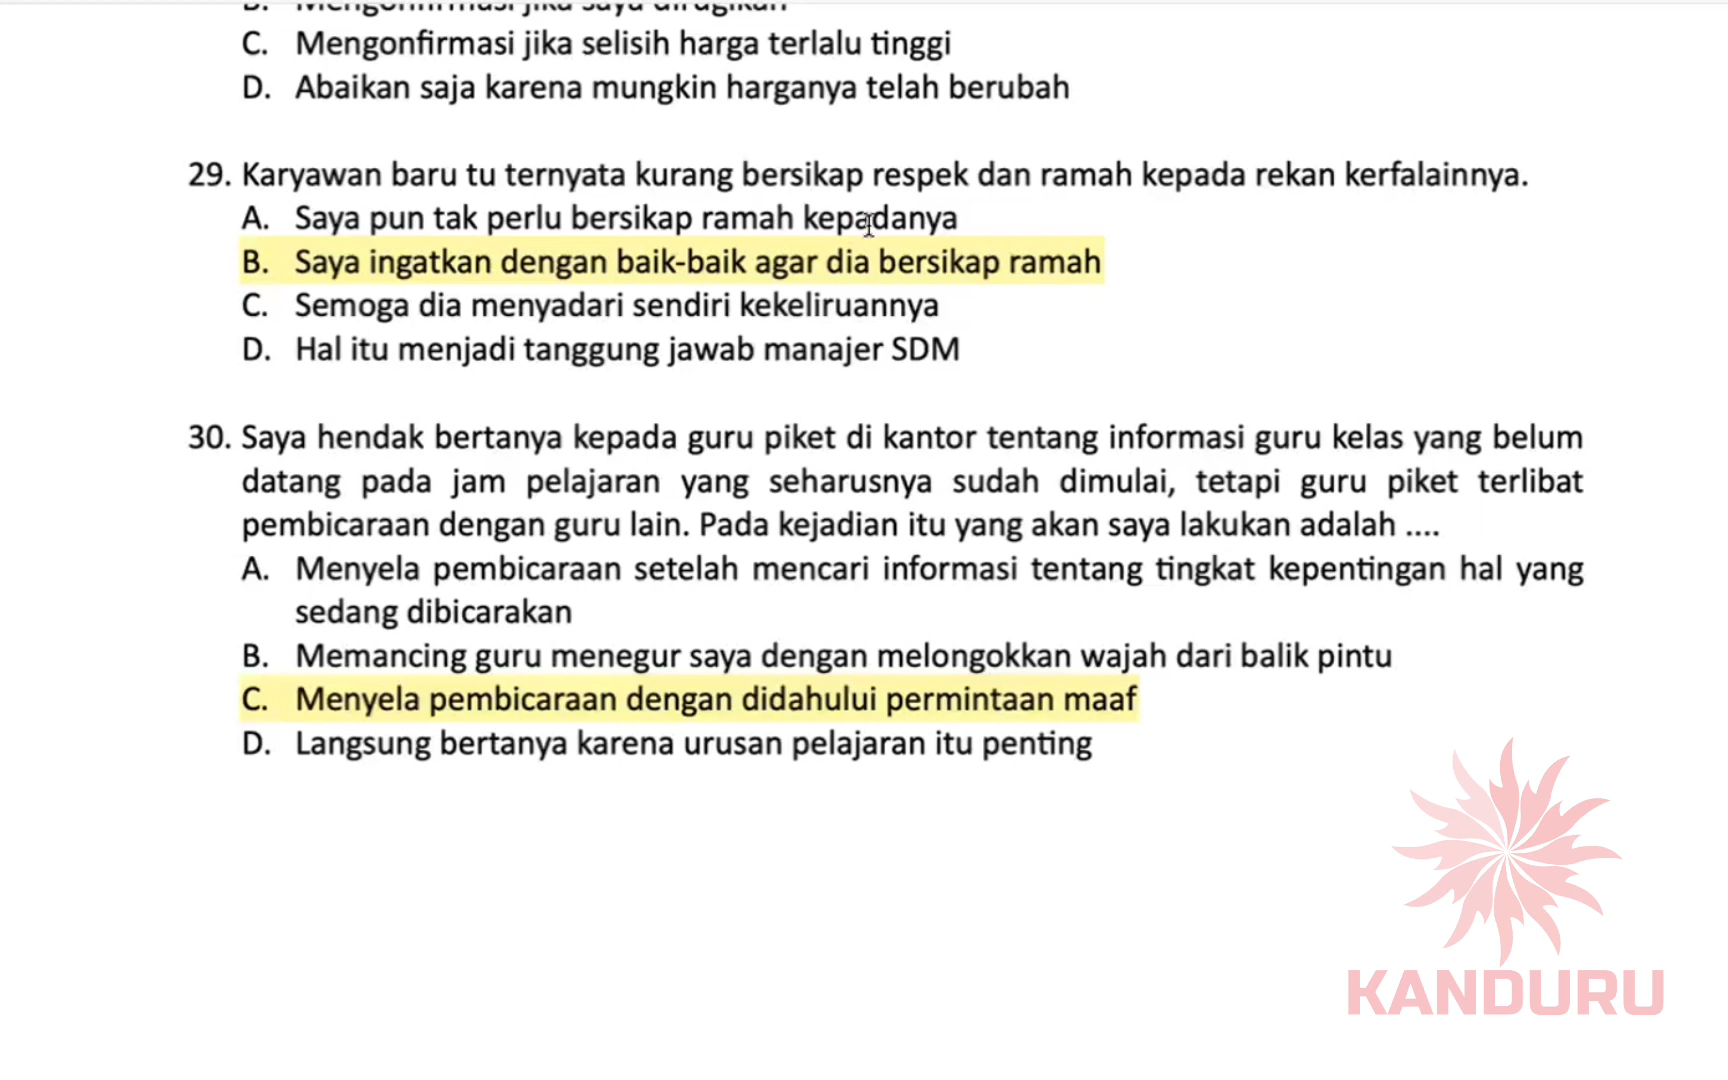 B. Mengonfirmasi jika saya dirugikan
C. Mengonfirmasi jika selisih harga terlalu tinggi
D. Abaikan saja karena mungkin harganya telah berubah
29. Karyawan baru tu ternyata kurang bersikap respek dan ramah kepada rekan kerfalainnya.
A. Saya pun tak perlu bersikap ramah kepadanya
B. Saya ingatkan dengan baik-baik agar dia bersikap ramah
C. Semoga dia menyadari sendiri kekeliruannya
D. Hal itu menjadi tanggung jawab manajer SDM
30. Saya hendak bertanya kepada guru piket di kantor tentang informasi guru kelas yang belum
datang pada jam pelajaran yang seharusnya sudah dimulai, tetapi guru piket terlibat
pembicaraan dengan guru lain. Pada kejadian itu yang akan saya lakukan adalah ....
A. Menyela pembicaraan setelah mencari informasi tentang tingkat kepentingan hal yang
sedang dibicarakan
B. Memancing guru menegur saya dengan melongokkan wajah dari balik pintu
C. Menyela pembicaraan dengan didahului permintaan maaf
D. Langsung bertanya karena urusan pelajaran itu penting
KANDURU